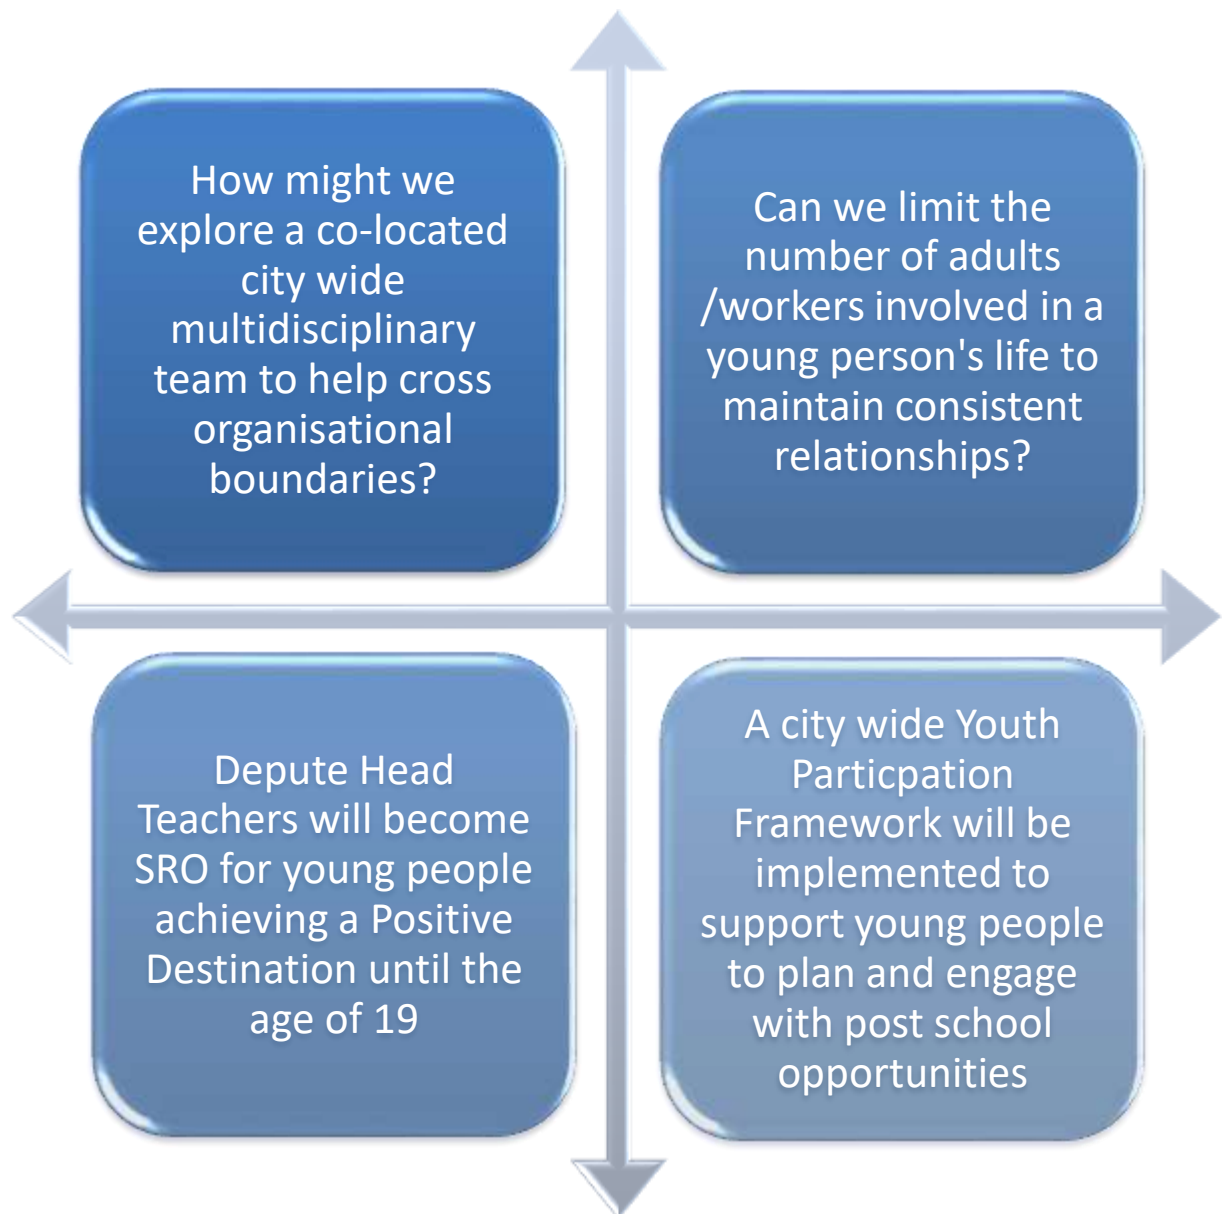 How might we
explore a co-located
city wide
multidisciplinary
team to help cross
organisational
boundaries?
Can we limit the
number of adults
/workers involved in a
young person's life to
maintain consistent
relationships?
Depute Head
Teachers will become
SRO for young people
achieving a Positive
Destination until the
age of 19
A city wide Youth
Particpation
Framework will be
implemented to
support young people
to plan and engage
with post school
opportunities